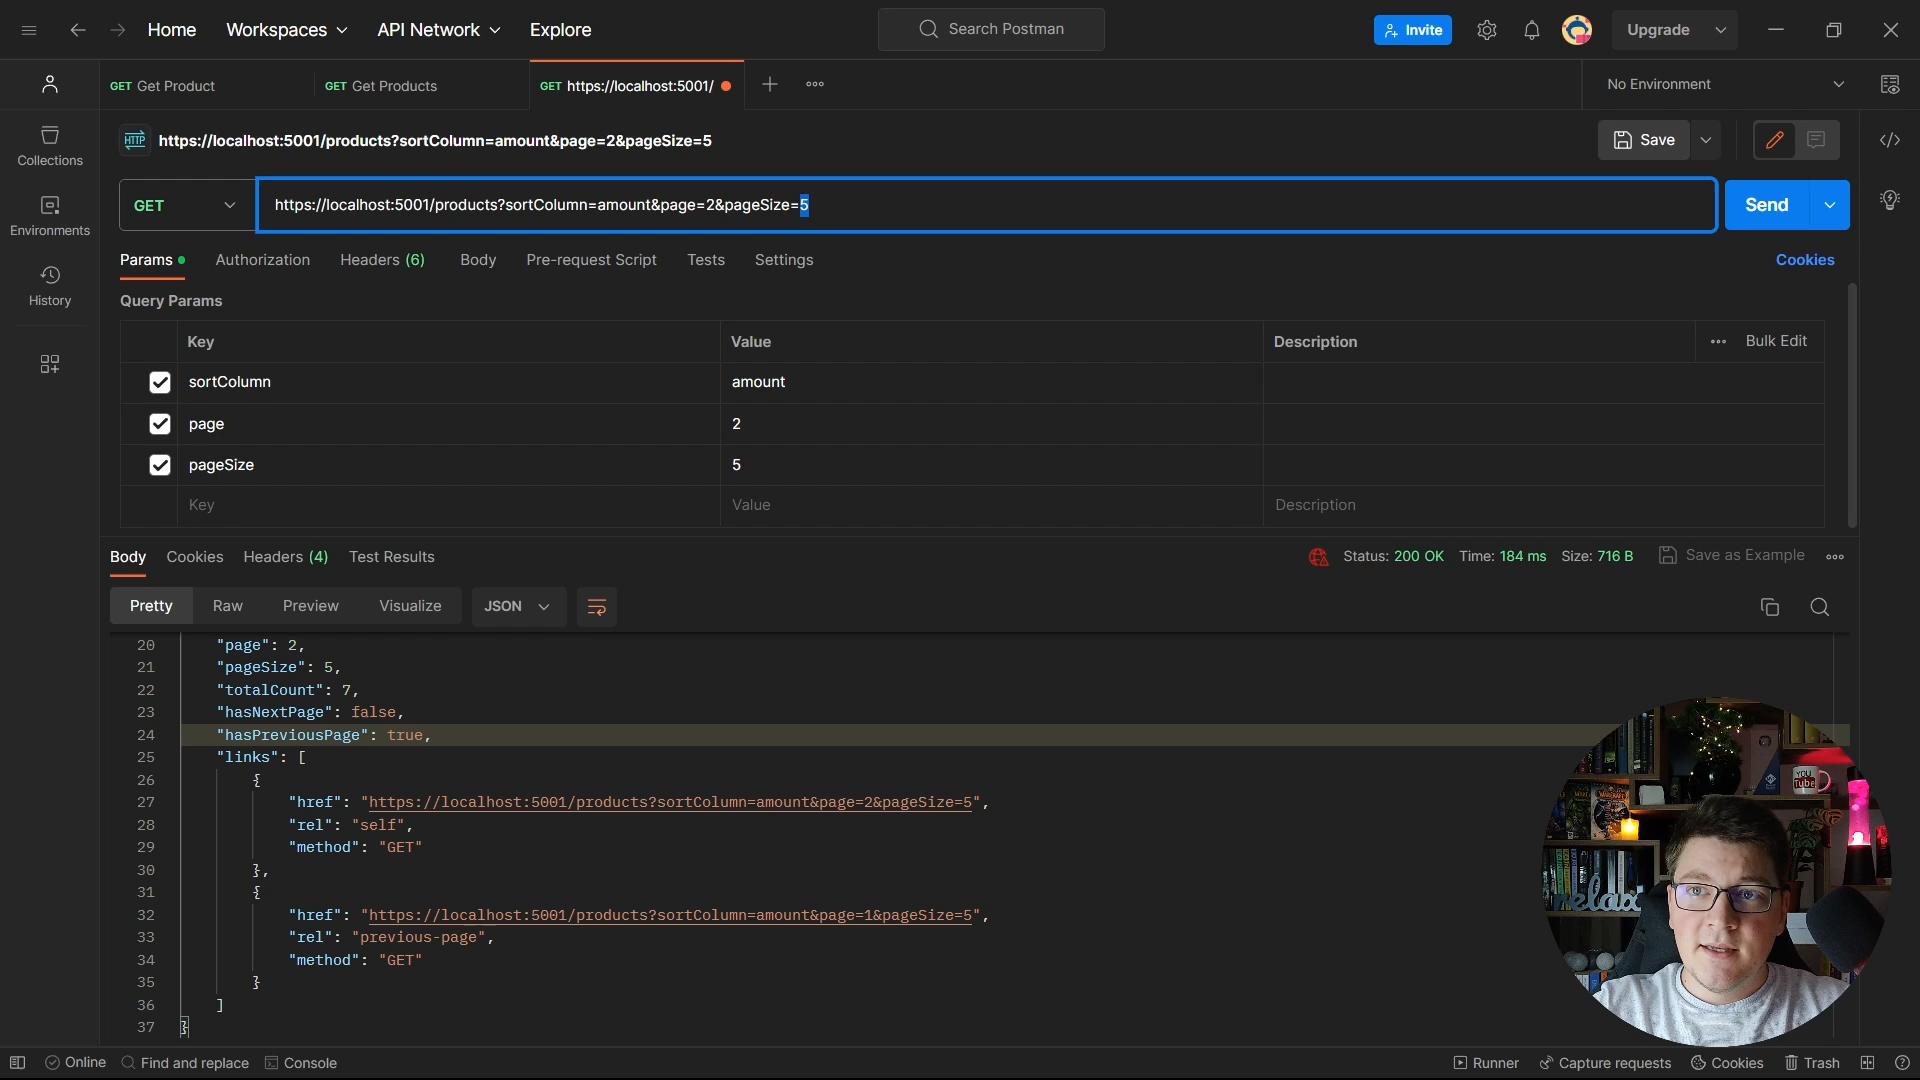 Home Workspaces API Network Explore Search Postman Invite Upgrade
GET Get Product GET Get Products GET https://localhost:5001/ No Environment
HTTP https://localhost:5001/products?sortColumn=amount&page=2&pageSize=5 Save
Collections
Environments
History
GET https://localhost:5001/products?sortColumn=amount&page=2&pageSize=5 Send
Params Authorization Headers (6) Body Pre-request Script Tests Settings Cookies
Query Params
Key Value Description Bulk Edit
sortColumn amount
page 2
pageSize 5
Key Value Description
Body Cookies Headers (4) Test Results Status: 200 OK Time: 184 ms Size: 716 B Save as Example
Pretty Raw Preview Visualize JSON
20 "page": 2,
21 "pageSize": 5,
22 "totalCount": 7,
23 "hasNextPage": false,
24 "hasPreviousPage": true,
25 "links": [
26 {
27 "href": "https://localhost:5001/products?sortColumn=amount&page=2&pageSize=5",
28 "rel": "self",
29 "method": "GET"
30 },
31 {
32 "href": "https://localhost:5001/products?sortColumn=amount&page=1&pageSize=5",
33 "rel": "previous-page",
34 "method": "GET"
35 }
36 ]
37 }
YOU
Tube
relax
Online Find and replace Console Runner Capture requests Cookies Trash